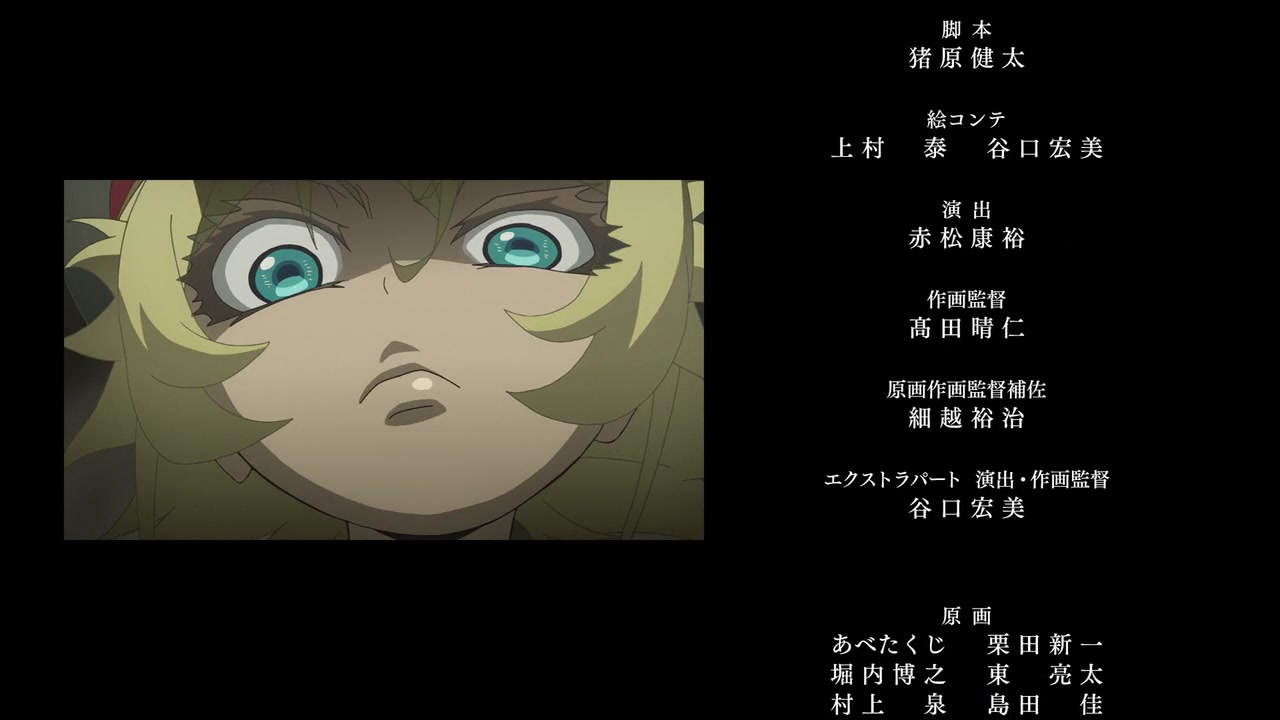 脚本
猪原健太
絵コンテ
上村 泰 谷口宏美
演出
赤松康裕
作画監督
髙田晴仁
原画作画監督補佐
細越裕治
エクストラパート 演出・作画監督
谷口宏美
原画
あべたくじ 栗田新一
堀内博之 東 亮太
村上 泉 島田 佳